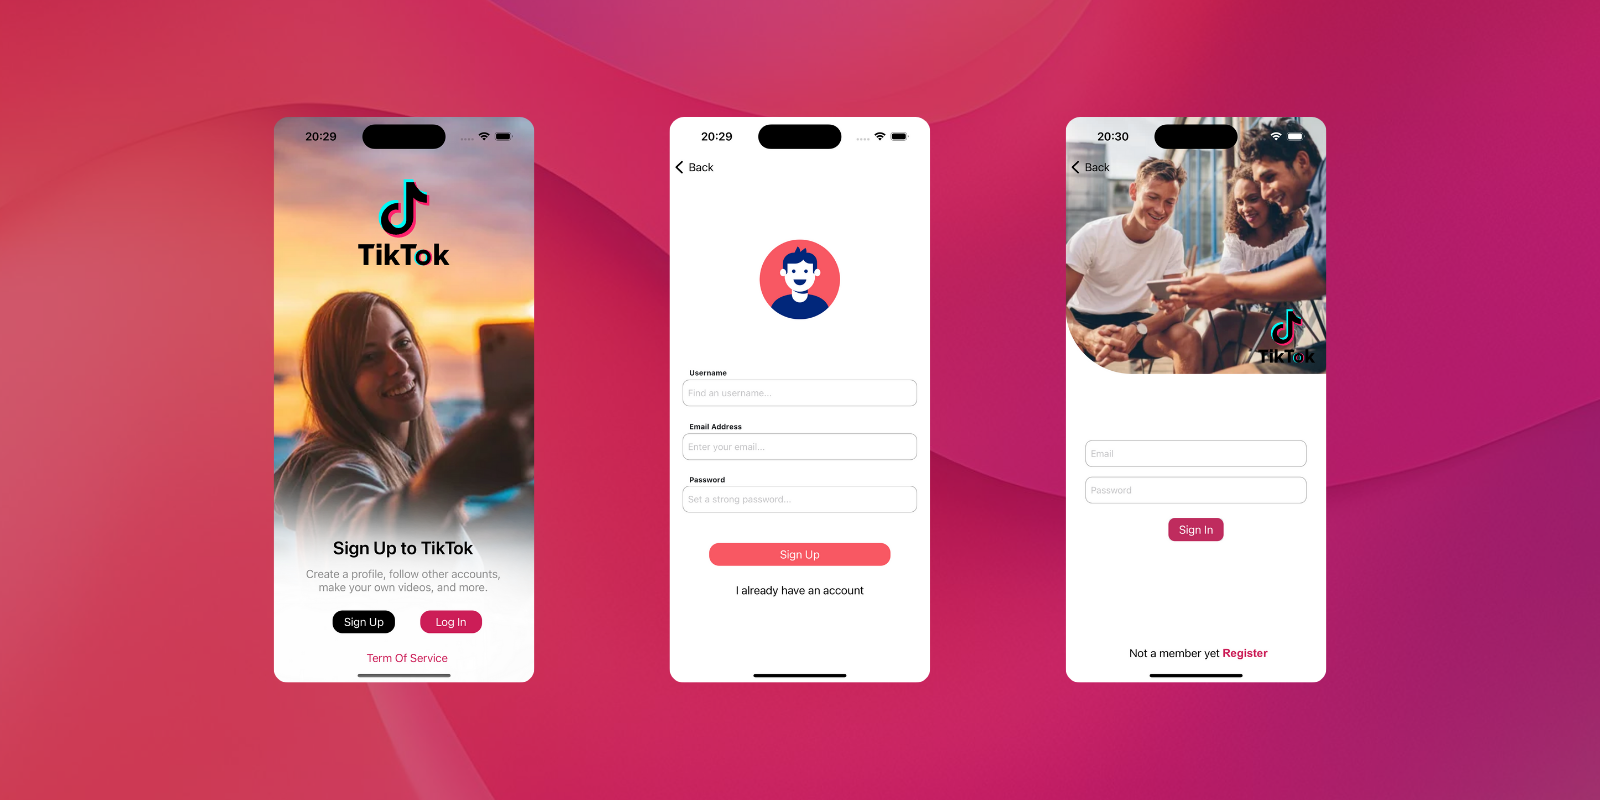 20:29
TikTok
Sign Up to TikTok
Create a profile, follow other accounts,
make your own videos, and more.
Sign Up
Log In
Term Of Service
20:29
Back
Username
Find an username...
Email Address
Enter your email...
Password
Set a strong password...
Sign Up
I already have an account
20:30
Back
TikTok
Email
Password
Sign In
Not a member yet Register